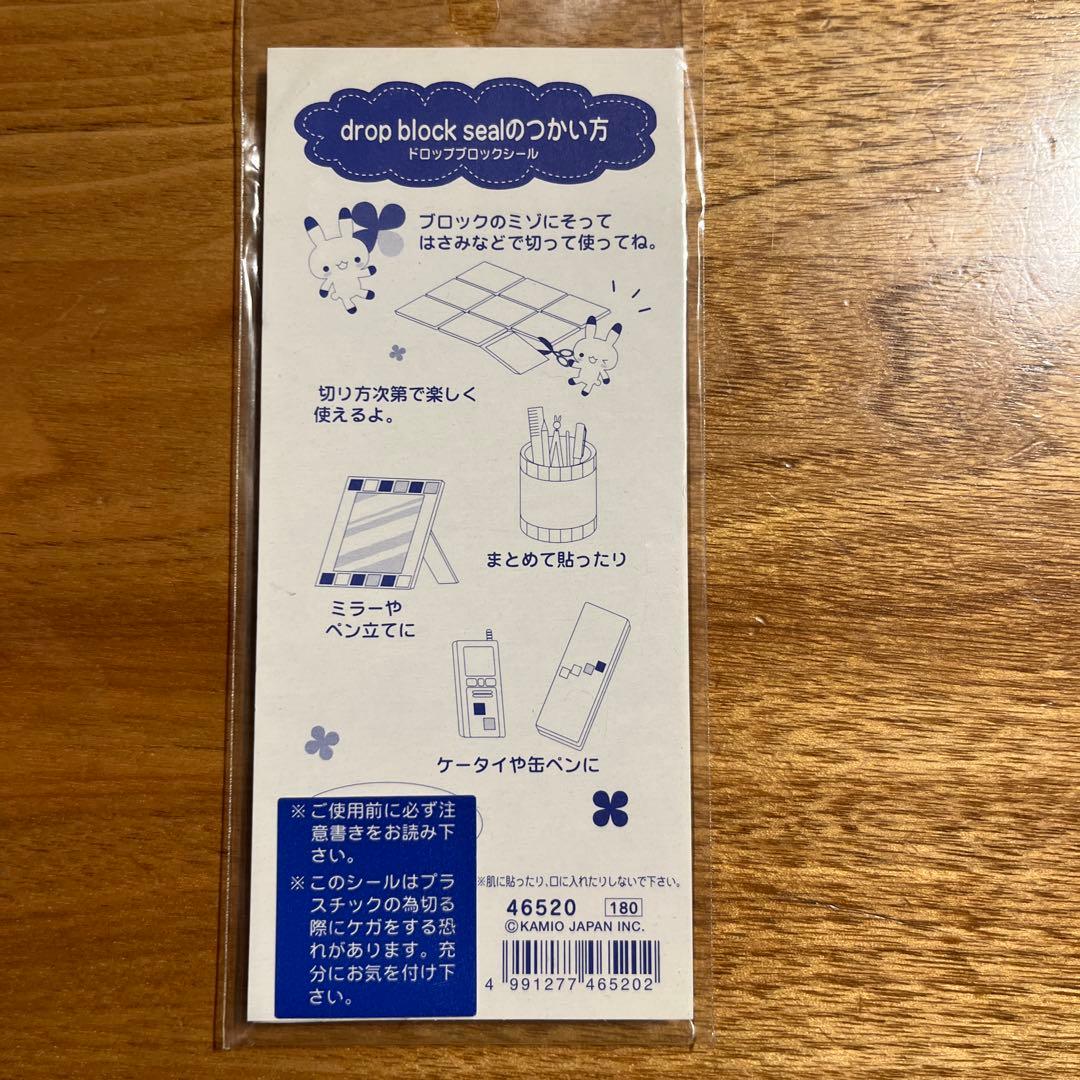 drop block sealのつかい方
ドロップブロックシール
ブロックのミゾにそって
はさみなどで切って使ってね。
切り方次第で楽しく
使えるよ。
まとめて貼ったり
ミラーや
ペン立てに
ケータイや缶ペンに
※ ご使用前に必ず注
意書きをお読み下
さい。
※ このシールはプラ
スチックの為切る
際にケガをする恐
れがあります。充
分にお気を付け下
さい。
※肌に貼ったり、口に入れたりしないで下さい。
46520 180
©KAMIO JAPAN INC.
4 991277 465202